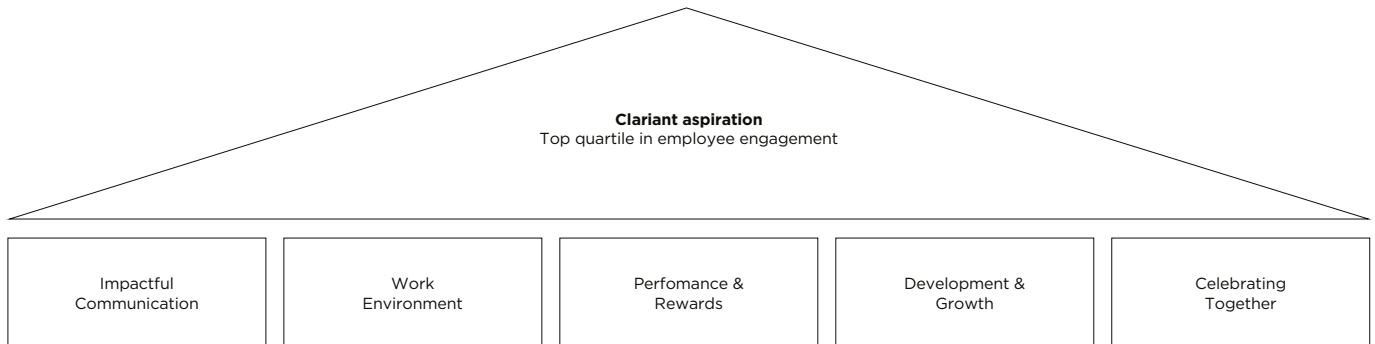 Clariant aspiration
Top quartile in employee engagement
Impactful
Communication
Work
Environment
Perfomance &
Rewards
Development &
Growth
Celebrating
Together